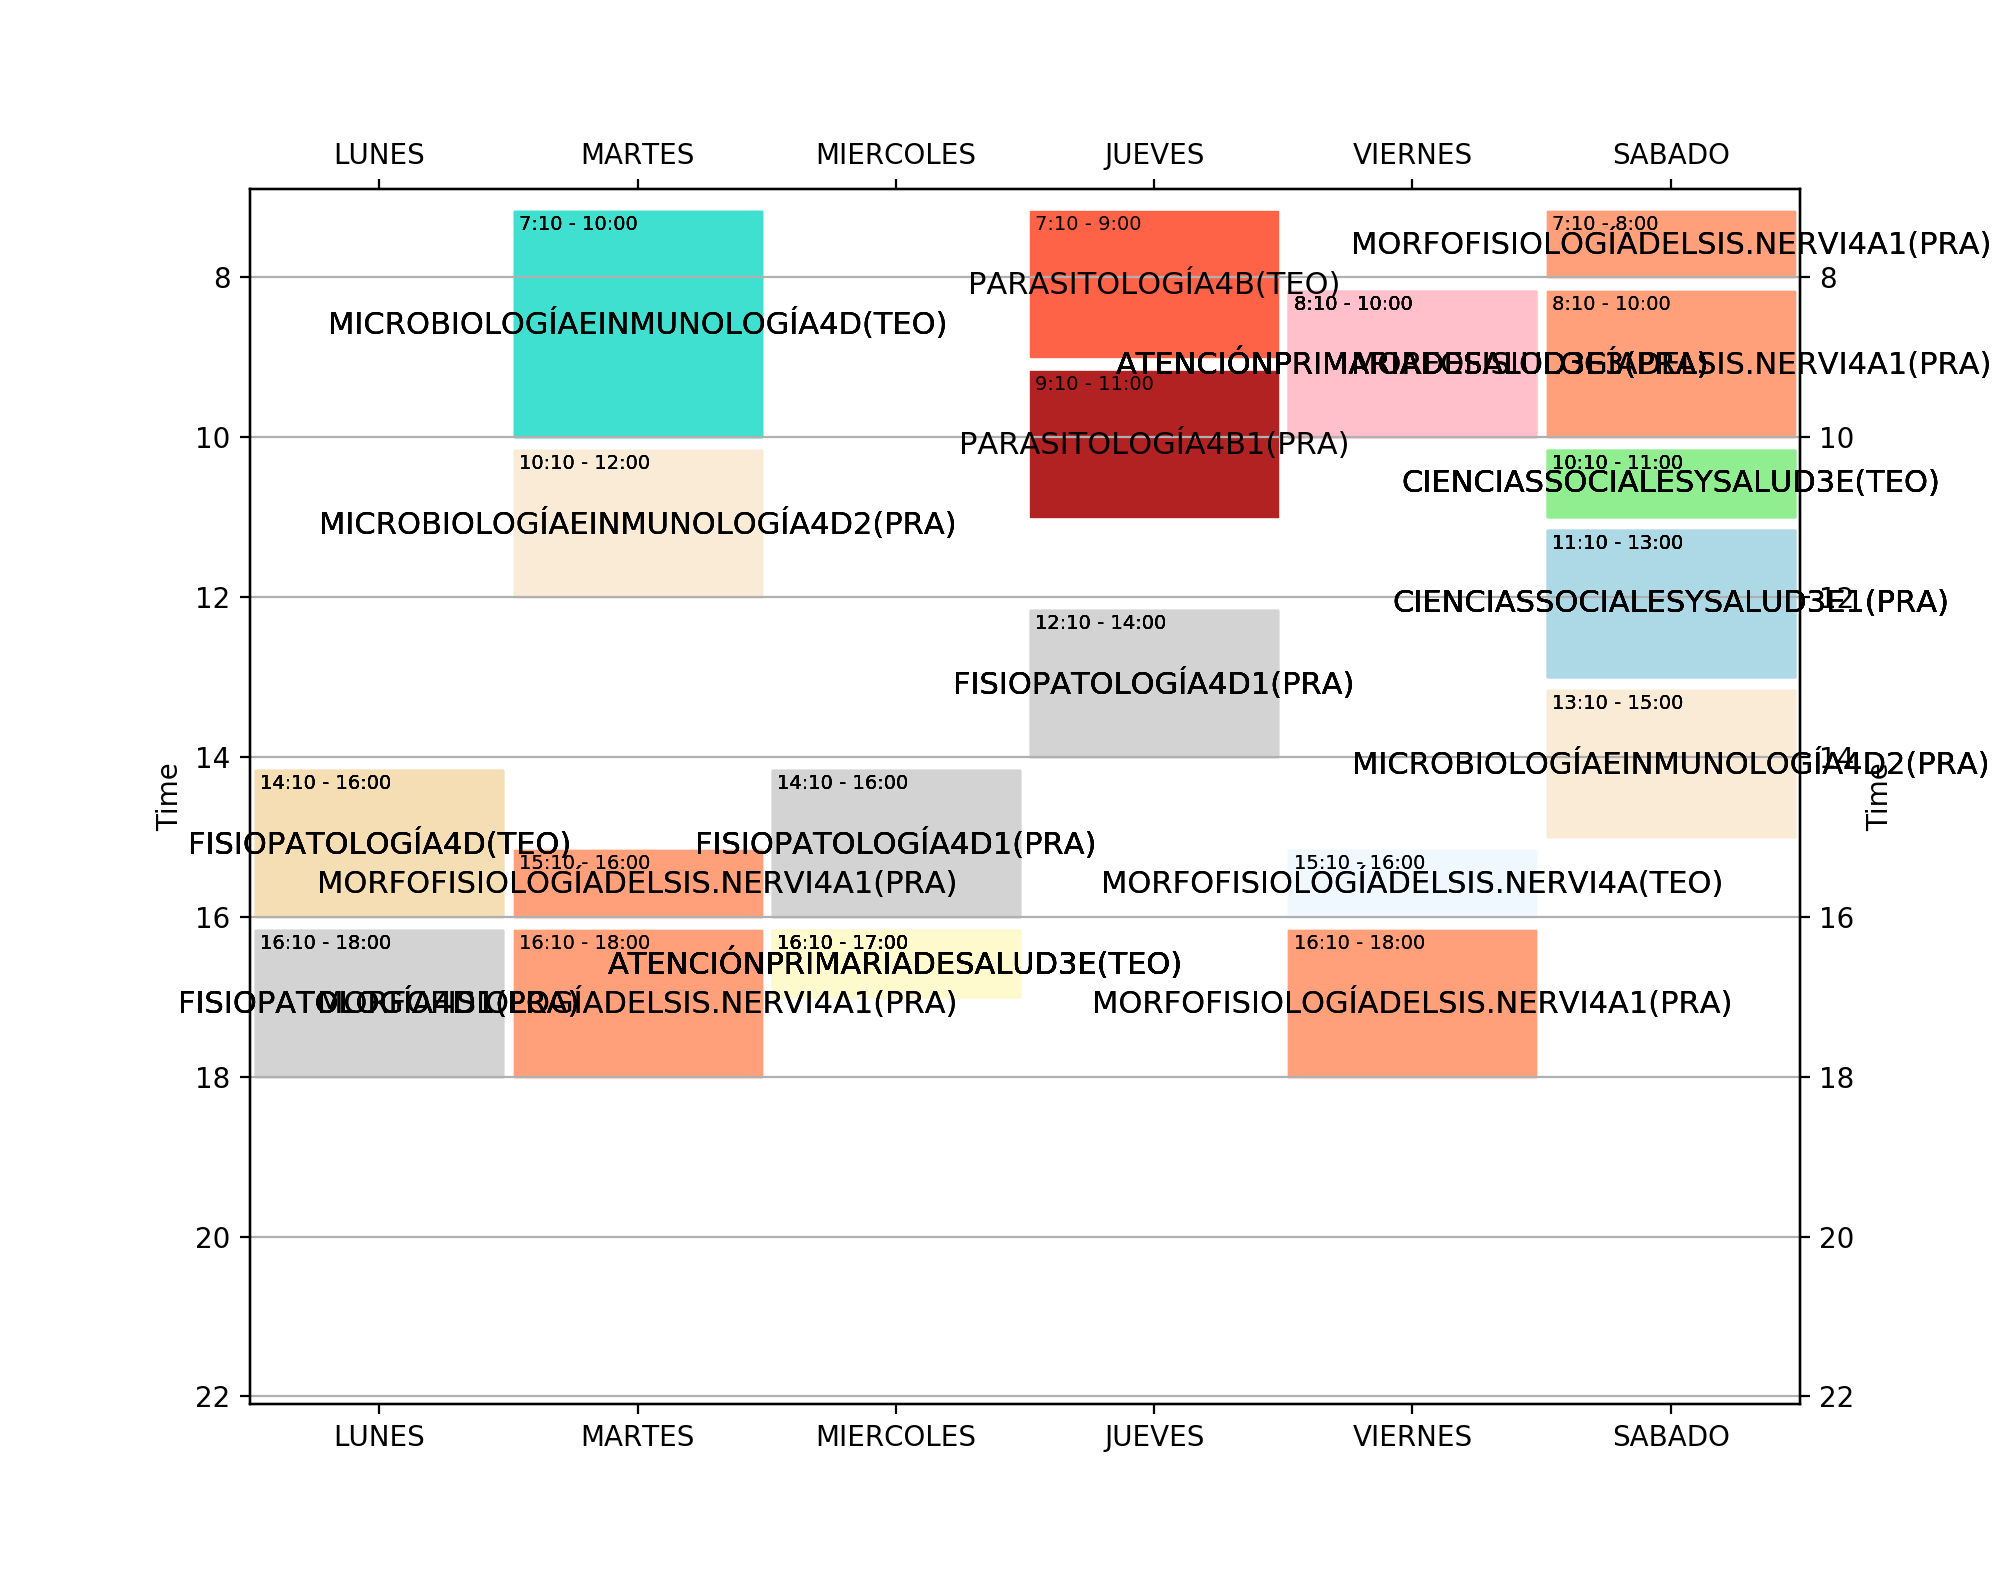 LUNES MARTES MIERCOLES JUEVES VIERNES SABADO
7:10 - 10:00 7:10 - 9:00 7:10 - 8:00
MORFOFISIOLOGÍADELSIS.NERVI4A1(PRA)
8 PARASITOLOGÍA4B(TEO) 8
8:10 - 10:00 8:10 - 10:00
MICROBIOLOGÍAEINMUNOLOGÍA4D(TEO)
ATENCIÓNPRIMARIADESALUD3E3(PRA) MORFOFISIOLOGÍADELSIS.NERVI4A1(PRA)
9:10 - 11:00
10 PARASITOLOGÍA4B1(PRA) 10
10:10 - 12:00 10:10 - 11:00
CIENCIASSOCIALESYSALUD3E(TEO)
MICROBIOLOGÍAEINMUNOLOGÍA4D2(PRA)
11:10 - 13:00
12 CIENCIASSOCIALESYSALUD3E1(PRA) 12
12:10 - 14:00
FISIOPATOLOGÍA4D1(PRA)
13:10 - 15:00
14 MICROBIOLOGÍAEINMUNOLOGÍA4D2(PRA) 14
14:10 - 16:00 14:10 - 16:00
Time Time
FISIOPATOLOGÍA4D(TEO) FISIOPATOLOGÍA4D1(PRA)
15:10 - 16:00 15:10 - 16:00
MORFOFISIOLOGÍADELSIS.NERVI4A1(PRA) MORFOFISIOLOGÍADELSIS.NERVI4A(TEO)
16 16
16:10 - 18:00 16:10 - 18:00 16:10 - 17:00 16:10 - 18:00
ATENCIÓNPRIMARIADESALUD3E(TEO)
FISIOPATOLOGÍA4D1(PRA) MORFOFISIOLOGÍADELSIS.NERVI4A1(PRA) MORFOFISIOLOGÍADELSIS.NERVI4A1(PRA)
18 18
20 20
22 22
LUNES MARTES MIERCOLES JUEVES VIERNES SABADO